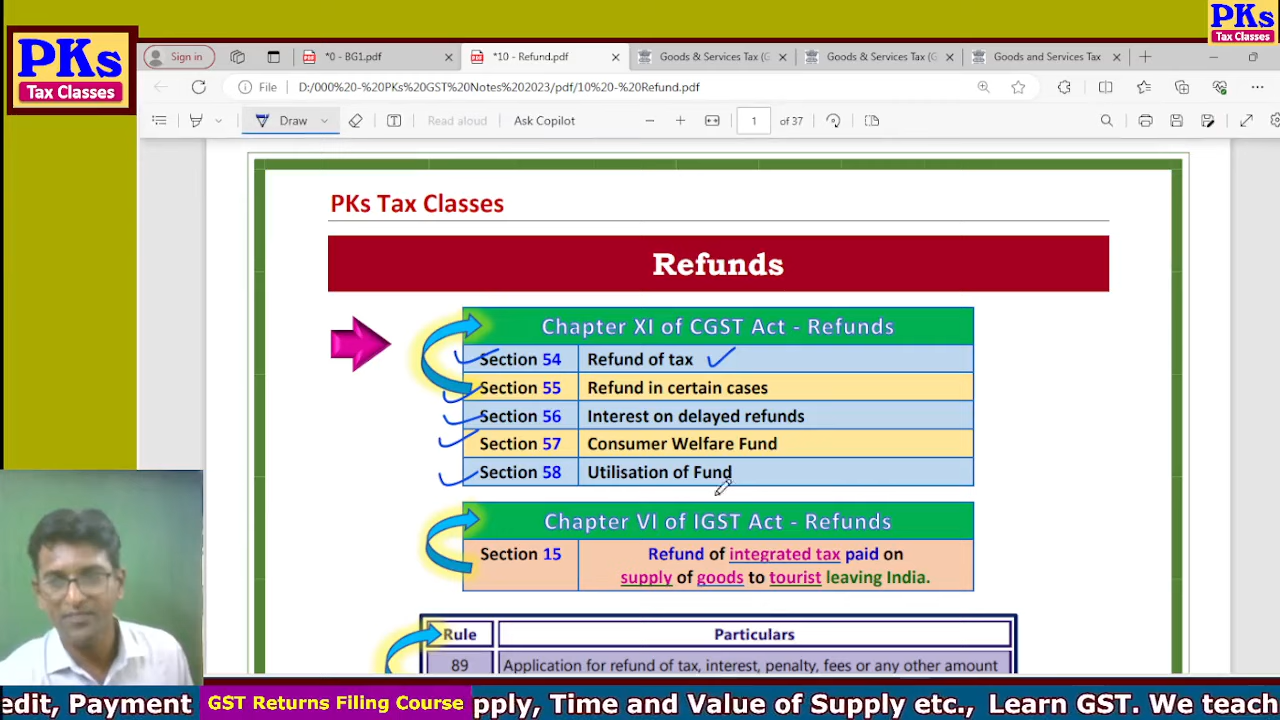 PKs
Tax Classes
PKs
Tax Classes
Sign in
*0 - BG1.pdf
*10 - Refund.pdf
Goods & Services Tax (G
Goods & Services Tax (G
Goods and Services Tax
File
D:/000%20-%20PKs%20GST%20Notes%202023/pdf/10%20-%20Refund.pdf
Draw
Read aloud
Ask Copilot
1 of 37
PKs Tax Classes
Refunds
Chapter XI of CGST Act - Refunds
Section 54 Refund of tax
Section 55 Refund in certain cases
Section 56 Interest on delayed refunds
Section 57 Consumer Welfare Fund
Section 58 Utilisation of Fund
Chapter VI of IGST Act - Refunds
Section 15 Refund of integrated tax paid on
supply of goods to tourist leaving India.
Rule Particulars
89 Application for refund of tax, interest, penalty, fees or any other amount
edit, Payment GST Returns Filing Course pply, Time and Value of Supply etc., Learn GST. We teach